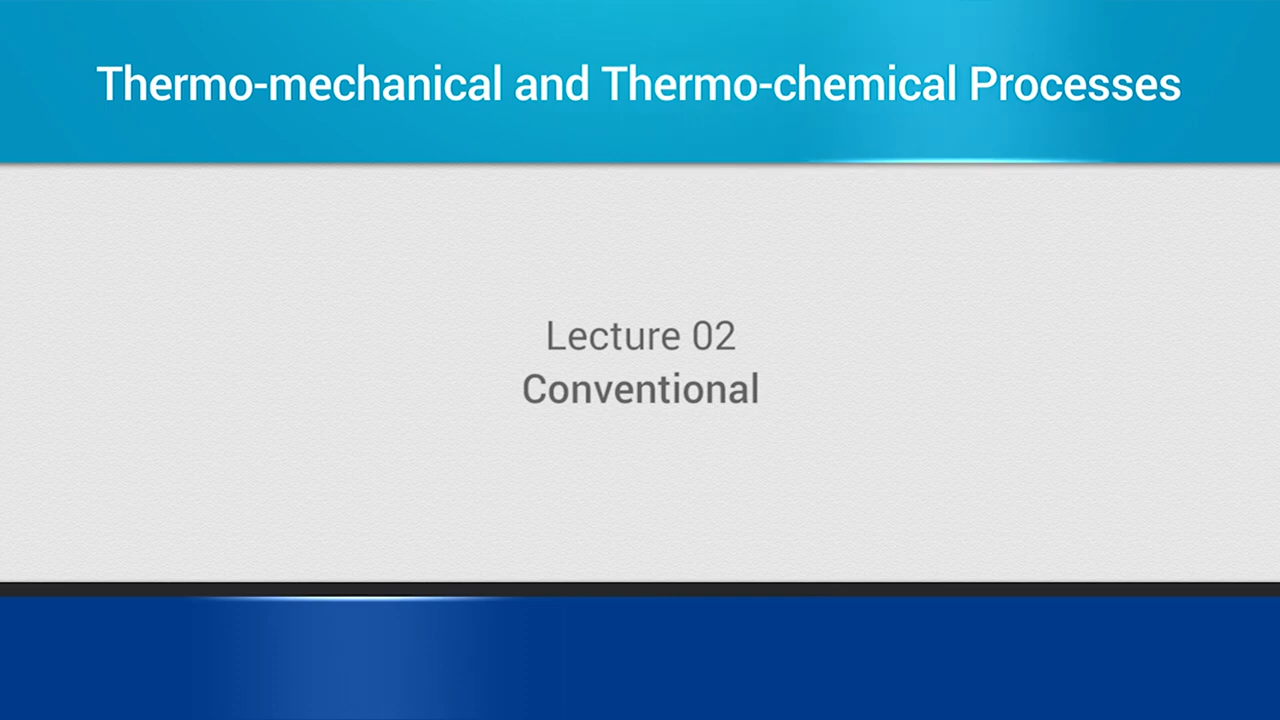 Thermo-mechanical and Thermo-chemical Processes
Lecture 02
Conventional